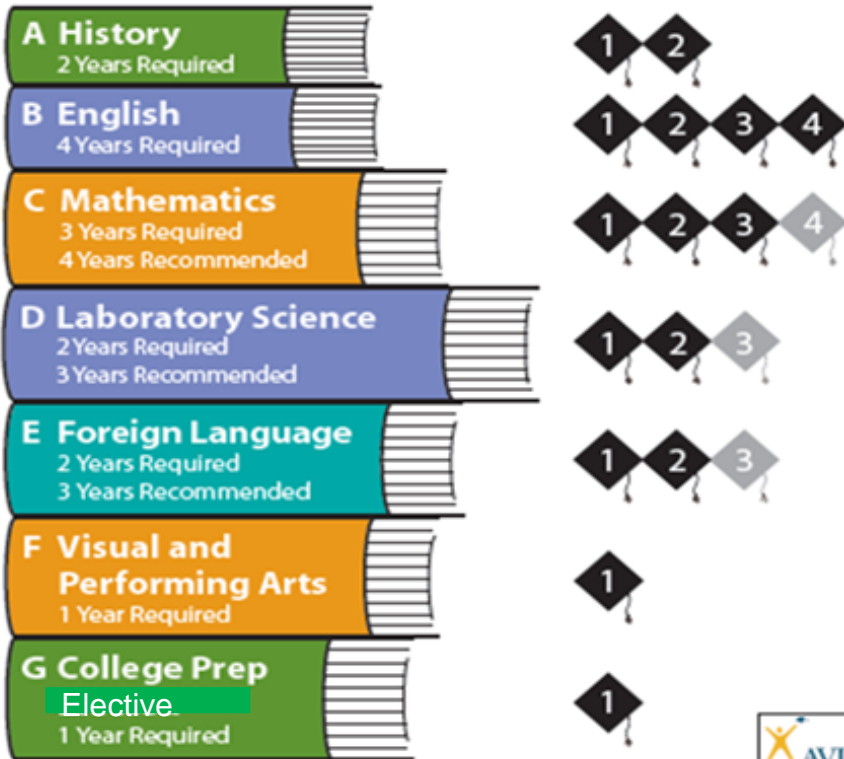 A History
2 Years Required
1 2
B English
4 Years Required
1 2 3 4
C Mathematics
3 Years Required
4 Years Recommended
1 2 3 4
D Laboratory Science
2 Years Required
3 Years Recommended
1 2 3
E Foreign Language
2 Years Required
3 Years Recommended
1 2 3
F Visual and
Performing Arts
1 Year Required
1
G College Prep
Elective
1 Year Required
1